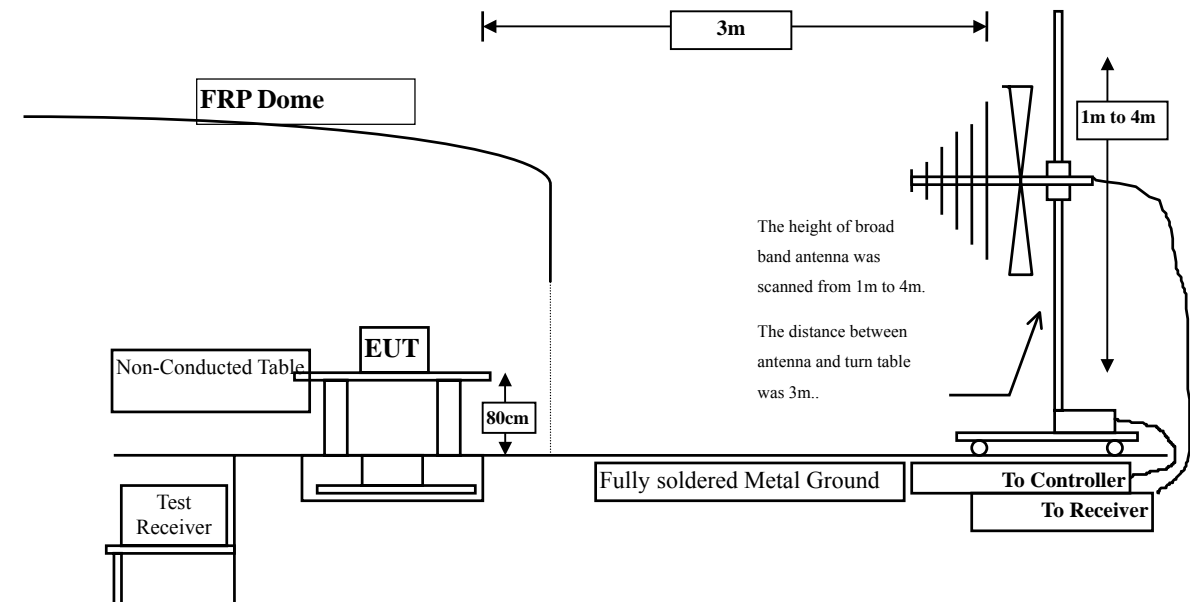 3m
FRP Dome
1m to 4m
The height of broad
band antenna was
scanned from 1m to 4m.
The distance between
antenna and turn table
was 3m..
EUT
Non-Conducted Table
80cm
Fully soldered Metal Ground
To Controller
To Receiver
Test
Receiver